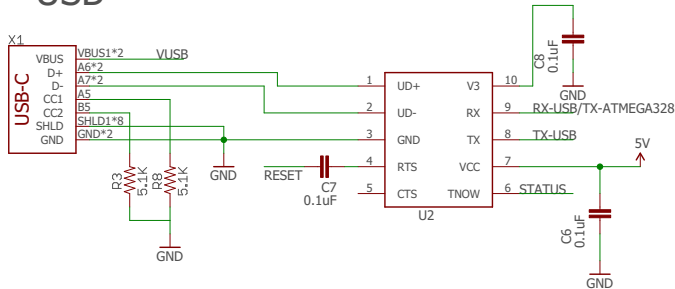 USB
X1
USB-C
VBUS VBUS1*2 VUSB
D+ A6*2
D- A7*2
CC1 A5
CC2 B5
SHLD SHLD1*8
GND GND*2
R3 5.1K
R8 5.1K
GND
GND
RESET
C7
0.1uF
1 UD+ V3 10
2 UD- RX 9 RX-USB/TX-ATMEGA328
3 GND TX 8 TX-USB
4 RTS VCC 7
5 CTS TNOW 6 STATUS
U2
C8
0.1uF
GND
5V
C6
0.1uF
GND